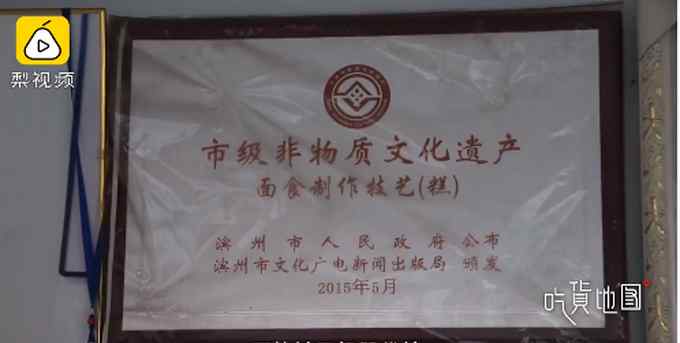 梨视频
市级非物质文化遗产
面食制作技艺(糕)
滨州市人民政府 公布
滨州市文化广电新闻出版局 颁发
2015年5月
吃货地图